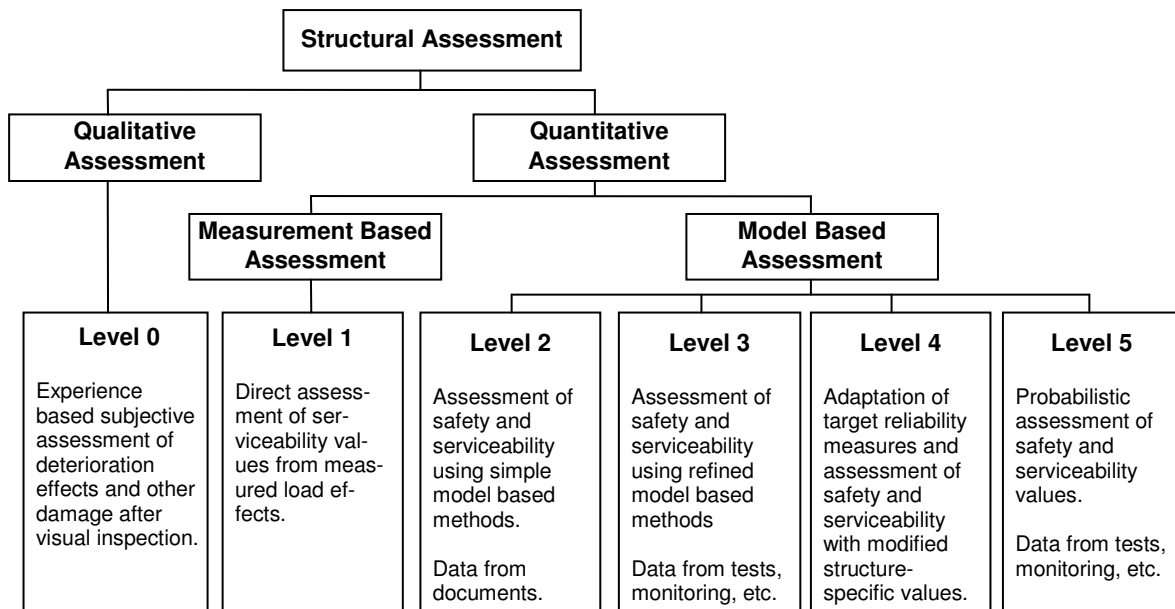 Structural Assessment
Qualitative
Assessment
Quantitative
Assessment
Measurement Based
Assessment
Model Based
Assessment
Level 0
Experience
based subjective
assessment of
deterioration
effects and other
damage after
visual inspection.
Level 1
Direct assess-
ment of ser-
viceability val-
ues from meas-
ured load ef-
fects.
Level 2
Assessment of
safety and
serviceability
using simple
model based
methods.
Data from
documents.
Level 3
Assessment of
safety and
serviceability
using refined
model based
methods
Data from tests,
monitoring, etc.
Level 4
Adaptation of
target reliability
measures and
assessment of
safety and
serviceability
with modified
structure-
specific values.
Level 5
Probabilistic
assessment of
safety and
serviceability
values.
Data from tests,
monitoring, etc.